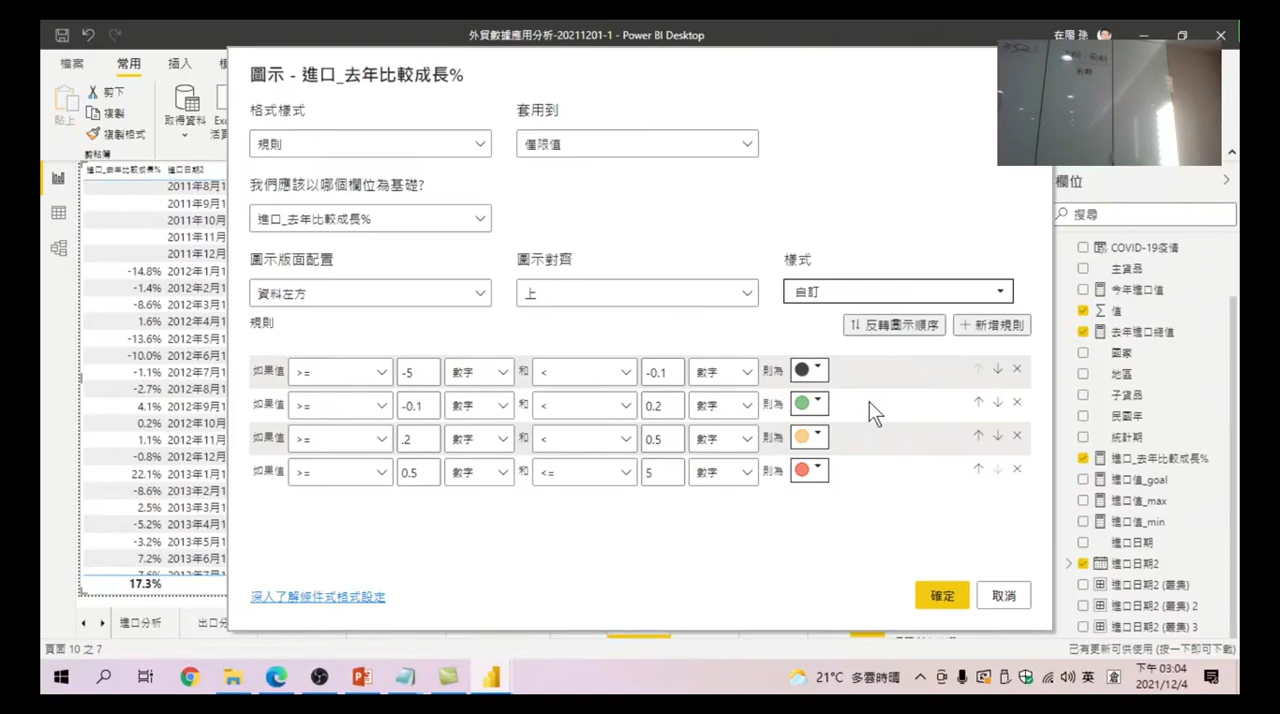 外貿數據應用分析-20211201-1 - Power BI Desktop
在陽 孫
檔案 常用 插入
貼上
剪下
複製
複製格式
取得資料
剪貼簿
圖示 - 進口_去年比較成長%
格式樣式 套用到
規則 僅限值
我們應該以哪個欄位為基礎?
進口_去年比較成長%
圖示版面配置 圖示對齊 樣式
資料左方 上 自訂
規則 反轉圖示順序 新增規則
如果值 >= -5 數字 和 < -0.1 數字 則為
如果值 >= -0.1 數字 和 < 0.2 數字 則為
如果值 >= .2 數字 和 < 0.5 數字 則為
如果值 >= 0.5 數字 和 <= 5 數字 則為
深入了解條件式格式設定
確定 取消
進口_去年比較成長% 進口日期2
2011年8月1
2011年9月1
2011年10月
2011年11月
2011年12月
-14.8% 2012年1月1
-1.4% 2012年2月1
-8.6% 2012年3月1
1.6% 2012年4月1
-13.6% 2012年5月1
-10.0% 2012年6月1
-1.1% 2012年7月1
-2.7% 2012年8月1
4.1% 2012年9月1
0.2% 2012年10月
1.1% 2012年11月
-0.8% 2012年12月
22.1% 2013年1月1
-8.6% 2013年2月1
2.5% 2013年3月1
-5.2% 2013年4月1
-3.2% 2013年5月1
7.2% 2013年6月1
17.3%
欄位
搜尋
COVID-19疫情
主貨品
今年進口值
值
去年進口總值
國家
地區
子貨品
民國年
統計期
進口_去年比較成長%
進口值_goal
進口值_max
進口值_min
進口日期
進口日期2
進口日期2 (叢集)
進口日期2 (叢集) 2
進口日期2 (叢集) 3
進口分析
頁面 10 之 7
已有更新可供使用 (按一下即可下載)
21°C 多雲時晴
英
倉
下午 03:04
2021/12/4